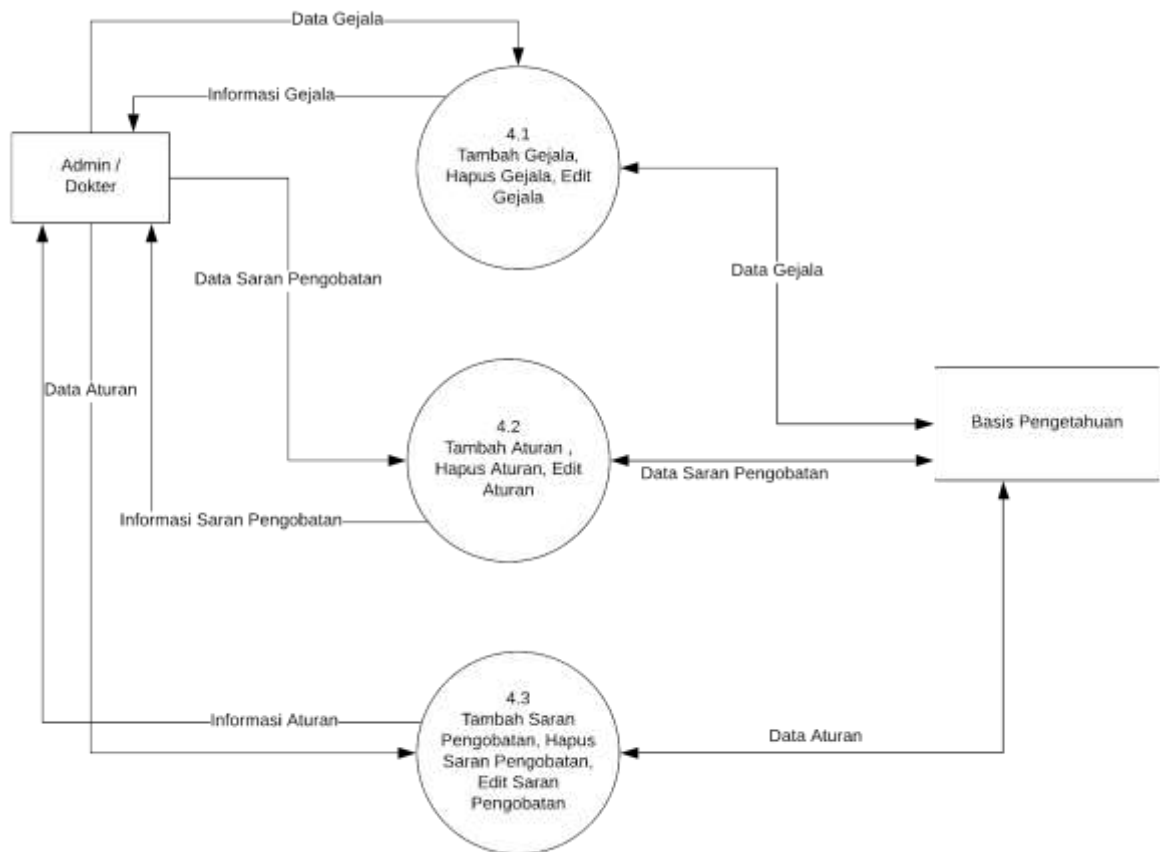 Data Gejala
Informasi Gejala
4.1
Tambah Gejala,
Hapus Gejala, Edit
Gejala
Admin /
Dokter
Data Saran Pengobatan
Data Gejala
Data Aturan
4.2
Tambah Aturan ,
Hapus Aturan, Edit
Aturan
Basis Pengetahuan
Data Saran Pengobatan
Informasi Saran Pengobatan
4.3
Tambah Saran
Pengobatan, Hapus
Saran Pengobatan,
Edit Saran
Pengobatan
Informasi Aturan
Data Aturan